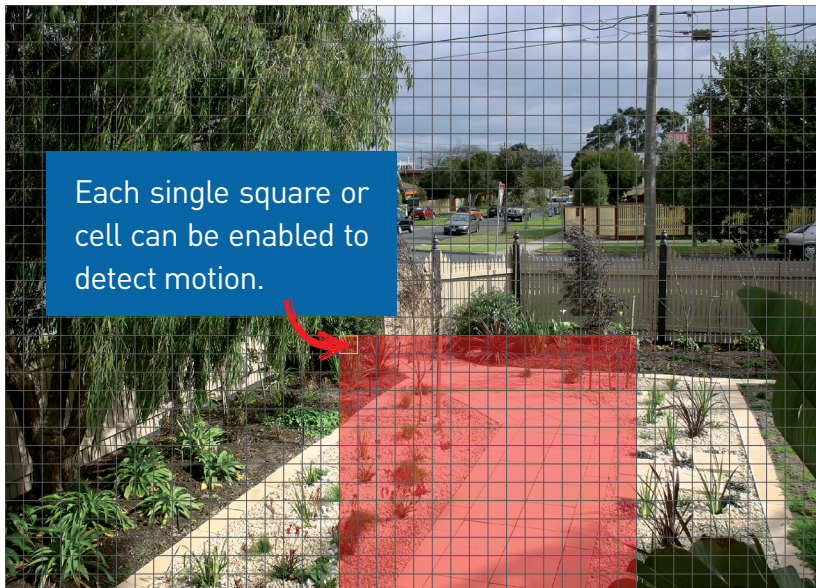 Each single square or
cell can be enabled to
detect motion.